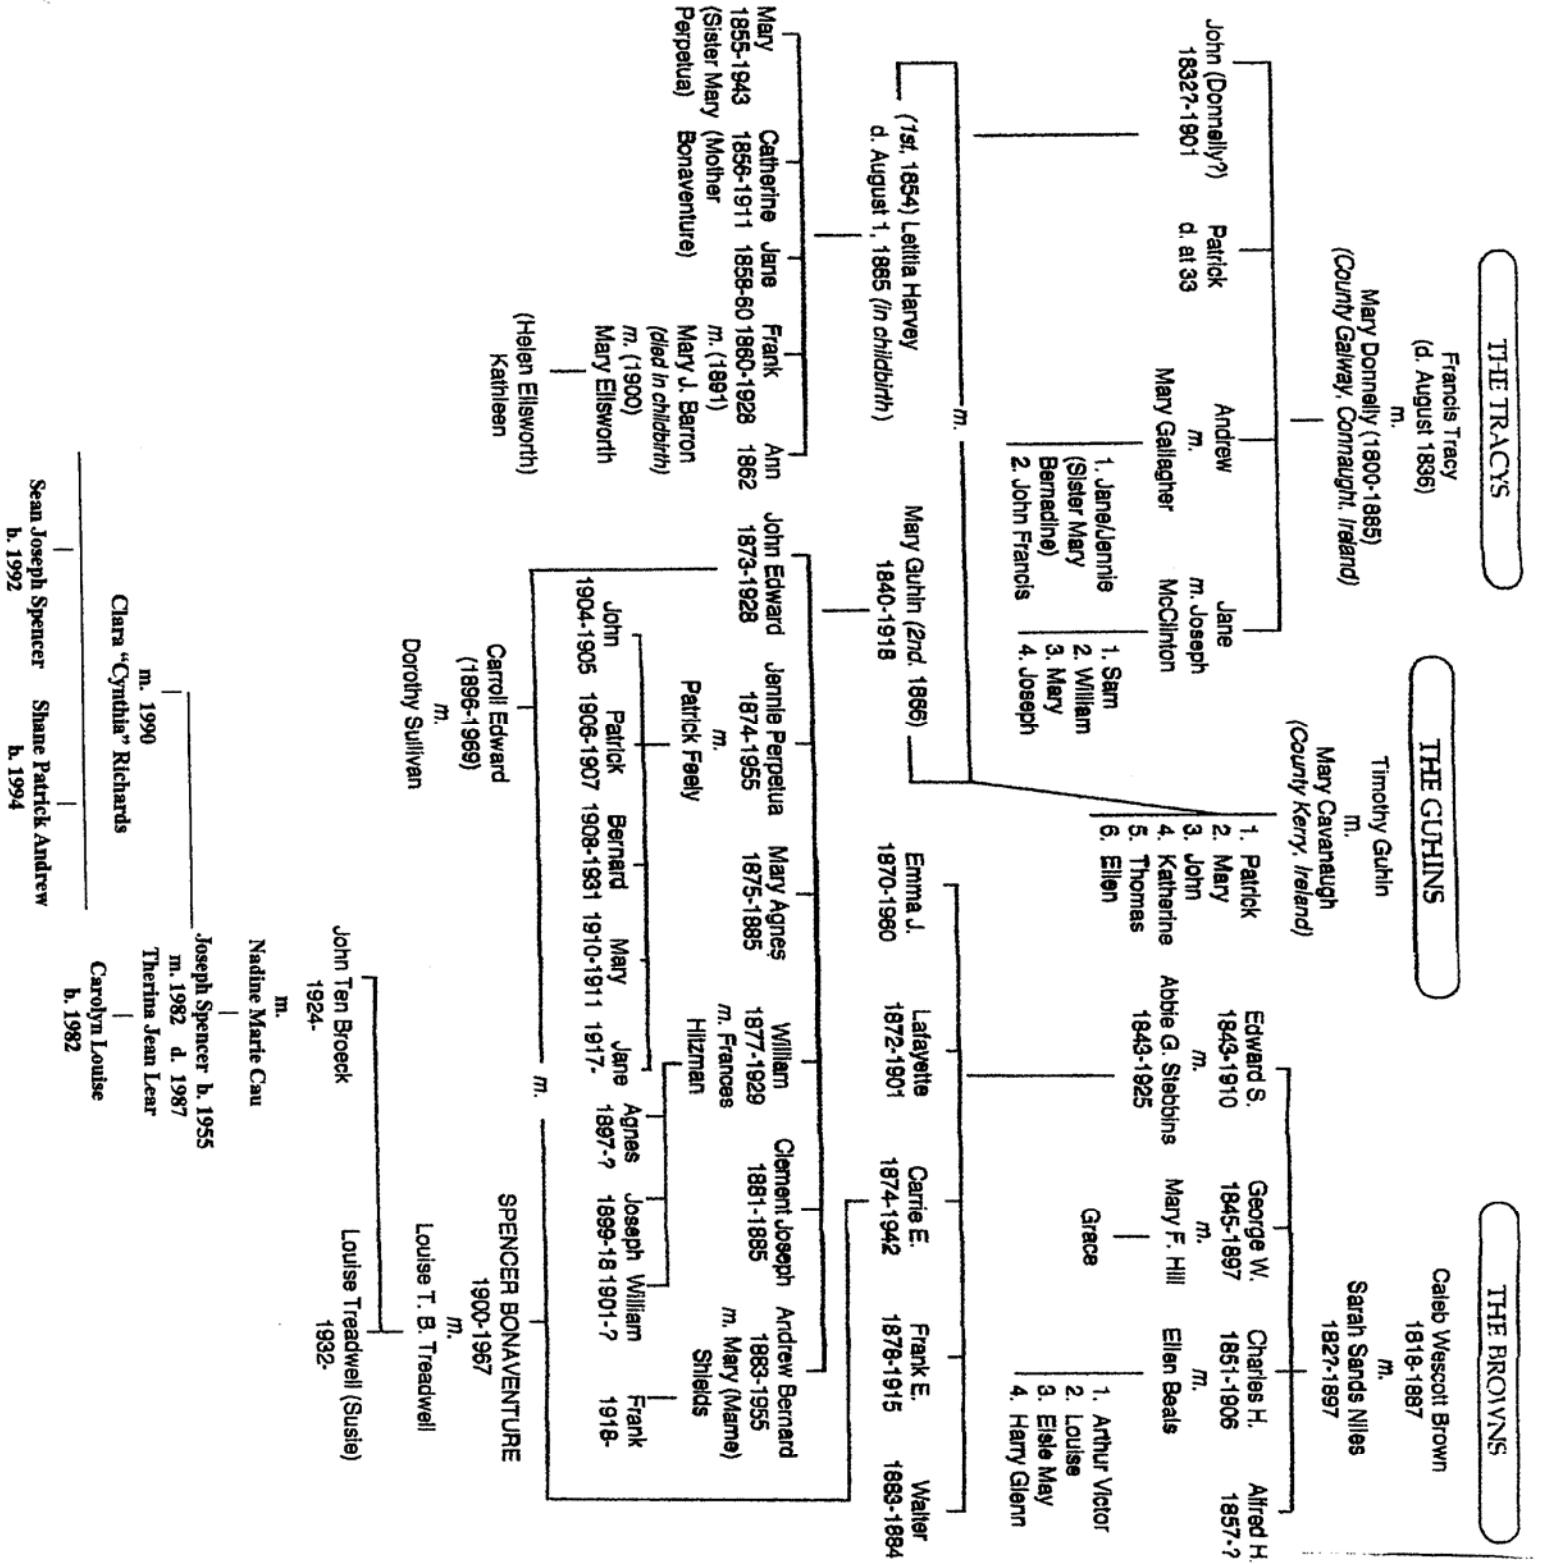 THE TRACYS
Francis Tracy
(d. August 1836)
m.
Mary Donnelly (1800-1885)
(County Galway, Connaught, Ireland)
John (Donnelly?)
1832?-1901
Patrick
d. at 33
Andrew
m.
Mary Gallagher
1. Jane/Jennie
(Sister Mary
Bernadine)
2. John Francis
Jane
m. Joseph
McClinton
1. Sam
2. William
3. Mary
4. Joseph
THE GUHINS
Timothy Guhin
m.
Mary Cavanaugh
(County Kerry, Ireland)
1. Patrick
2. Mary
3. John
4. Katherine
5. Thomas
6. Ellen
THE BROWNS
Caleb Wescott Brown
1818-1887
m.
Sarah Sands Niles
182?-1897
Edward S.
1843-1910
m.
Abbie G. Stebbins
1843-1925
George W.
1845-1897
m.
Mary F. Hill
Grace
Charles H.
1851-1906
m.
Ellen Beals
1. Arthur Victor
2. Louise
3. Elsie May
4. Harry Glenn
Alfred H.
1857-?
m.
(1st, 1854) Letitia Harvey
d. August 1, 1865 (in childbirth)
Mary Guhin (2nd. 1866)
1840-1918
Emma J.
1870-1960
Lafayette
1872-1901
Carrie E.
1874-1942
Frank E.
1878-1915
Walter
1883-1884
Mary
1855-1943
(Sister Mary
Perpetua)
Catherine
1856-1911
(Mother
Bonaventure)
Jane
1858-60
Frank
1860-1928
m. (1891)
Mary J. Barron
(died in childbirth)
m. (1900)
Mary Ellsworth
(Helen Ellsworth)
Kathleen
Ann
1862
John Edward
1873-1928
Jennie Perpetua
1874-1955
m.
Patrick Feely
Mary Agnes
1875-1885
William
1877-1929
m. Frances
Hitzman
Clement Joseph
1881-1885
Andrew Bernard
1883-1955
m. Mary (Mame)
Shields
John
1904-1905
Patrick
1906-1907
Bernard
1908-1931
Mary
1910-1911
Jane
1917-
Agnes
1897-?
Joseph
1899-18
William
1901-?
Frank
1918-
m.
Carroll Edward
(1896-1969)
m.
Dorothy Sullivan
SPENCER BONAVENTURE
1900-1967
m.
Louise T. B. Treadwell
John Ten Broeck
1924-
Louise Treadwell (Susie)
1932-
m.
Nadine Marie Cau
Joseph Spencer b. 1955
m. 1982 d. 1987
Therina Jean Lear
Carolyn Louise
b. 1982
m. 1990
Clara "Cynthia" Richards
Sean Joseph Spencer
b. 1992
Shane Patrick Andrew
b. 1994